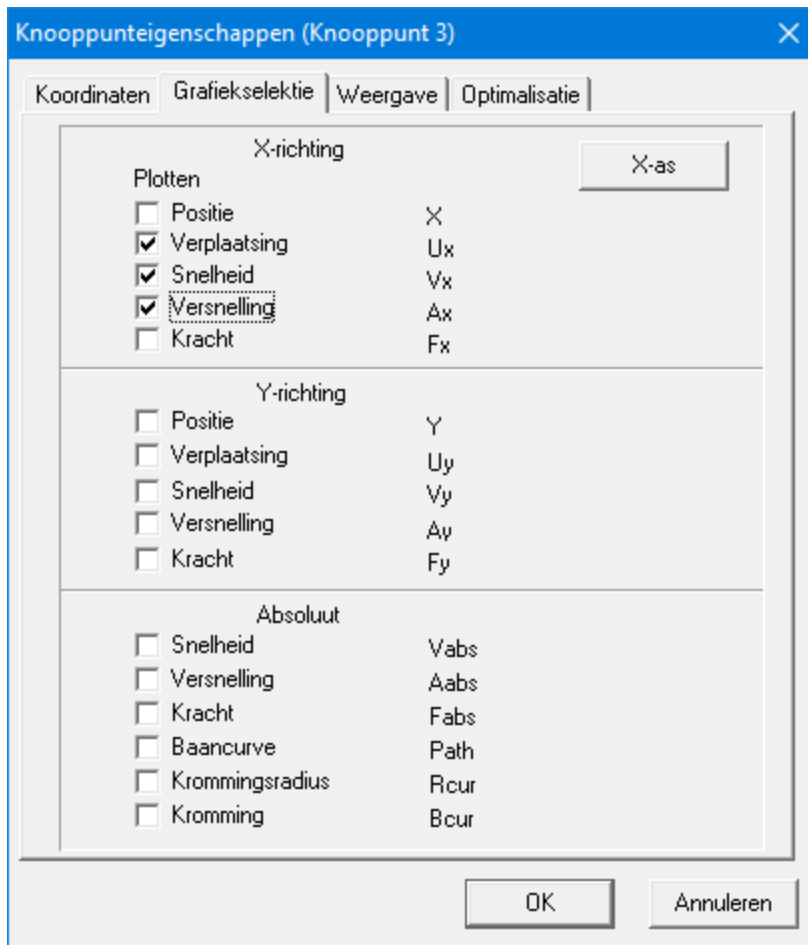 Knooppunteigenschappen (Knooppunt 3)
Koordinaten Grafiekselektie Weergave Optimalisatie
X-richting
X-as
Plotten
Positie X
Verplaatsing Ux
Snelheid Vx
Versnelling Ax
Kracht Fx
Y-richting
Positie Y
Verplaatsing Uy
Snelheid Vy
Versnelling Ay
Kracht Fy
Absoluut
Snelheid Vabs
Versnelling Aabs
Kracht Fabs
Baancurve Path
Krommingsradius Rcur
Kromming Bcur
OK Annuleren